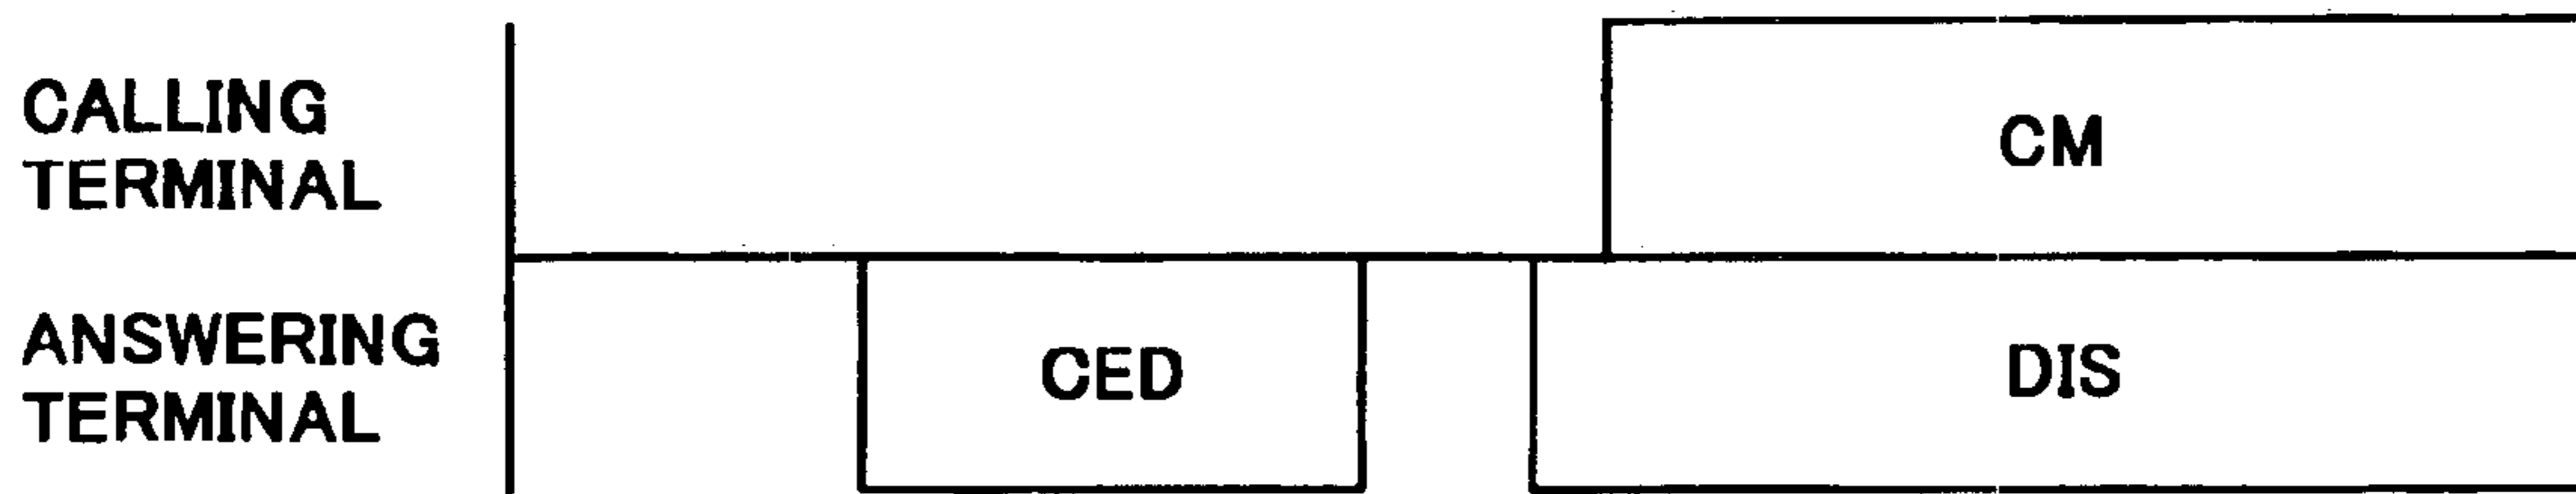 CALLING
TERMINAL
CM
ANSWERING
TERMINAL
CED
DIS